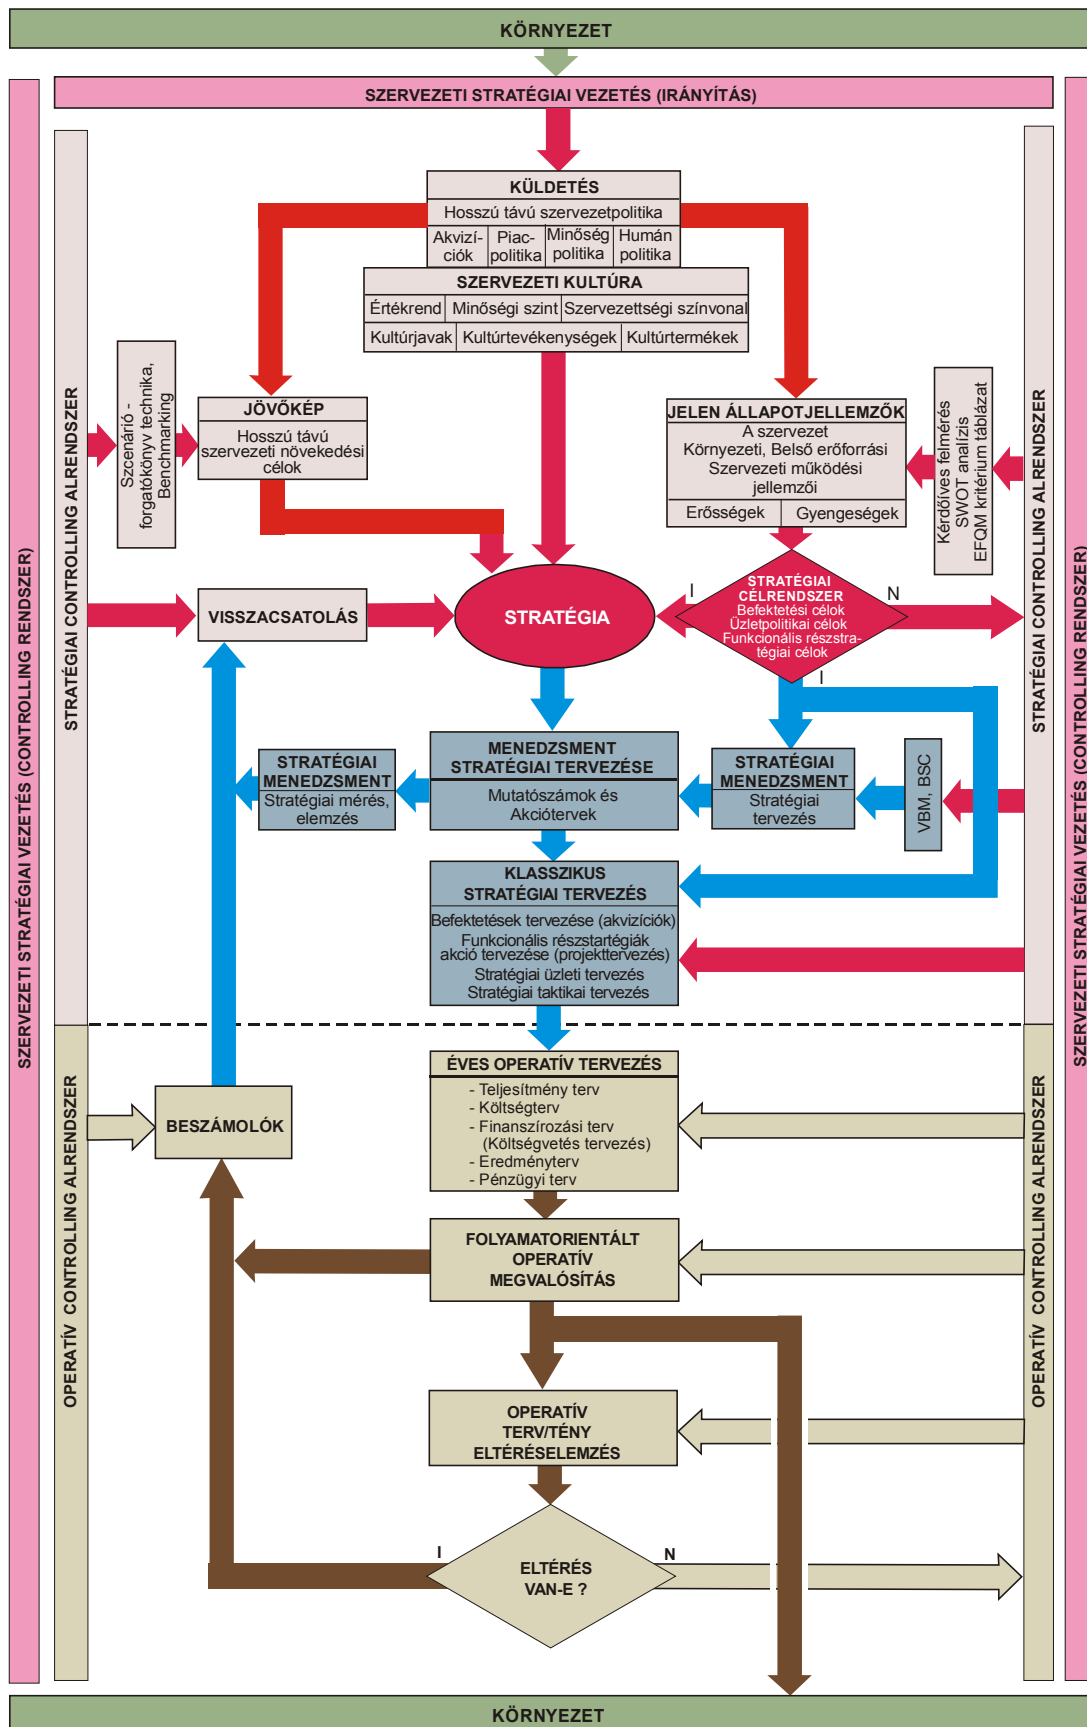 KÖRNYEZET
SZERVEZETI STRATÉGIAI VEZETÉS (IRÁNYÍTÁS)
SZERVEZETI STRATÉGIAI VEZETÉS (CONTROLLING RENDSZER)
STRATÉGIAI CONTROLLING ALRENDSZER
KÜLDETÉS
Hosszú távú szervezetpolitika
Akvizí-
ciók
Piac-
politika
Minőség
politika
Humán
politika
SZERVEZETI KULTÚRA
Értékrend
Minőségi szint
Szervezettségi színvonal
Kultúrjavak
Kultúrtevékenységek
Kultúrtermékek
Szcenárió -
forgatókönyv technika,
Benchmarking
JÖVŐKÉP
Hosszú távú
szervezeti növekedési
célok
JELEN ÁLLAPOTJELLEMZŐK
A szervezet
Környezeti, Belső erőforrási
Szervezeti működési
jellemzői
Erősségek
Gyengeségek
Kérdőíves felmérés
SWOT analízis
EFQM kritérium táblázat
STRATÉGIAI CONTROLLING ALRENDSZER
SZERVEZETI STRATÉGIAI VEZETÉS (CONTROLLING RENDSZER)
VISSZACSATOLÁS
STRATÉGIA
I
STRATÉGIAI
CÉLRENDSZER
Befektetési célok
Üzletpolitikai célok
Funkcionális részstra-
tégiai célok
N
I
STRATÉGIAI
MENEDZSMENT
Stratégiai mérés,
elemzés
MENEDZSMENT
STRATÉGIAI TERVEZÉSE
Mutatószámok és
Akciótervek
STRATÉGIAI
MENEDZSMENT
Stratégiai
tervezés
VBM, BSC
KLASSZIKUS
STRATÉGIAI TERVEZÉS
Befektetések tervezése (akvizíciók)
Funkcionális részstartégiák
akció tervezése (projekttervezés)
Stratégiai üzleti tervezés
Stratégiai taktikai tervezés
OPERATÍV CONTROLLING ALRENDSZER
BESZÁMOLÓK
ÉVES OPERATÍV TERVEZÉS
- Teljesítmény terv
- Költségterv
- Finanszírozási terv
(Költségvetés tervezés)
- Eredményterv
- Pénzügyi terv
OPERATÍV CONTROLLING ALRENDSZER
FOLYAMATORIENTÁLT
OPERATÍV
MEGVALÓSÍTÁS
OPERATÍV
TERV/TÉNY
ELTÉRÉSELEMZÉS
I
ELTÉRÉS
VAN-E ?
N
KÖRNYEZET